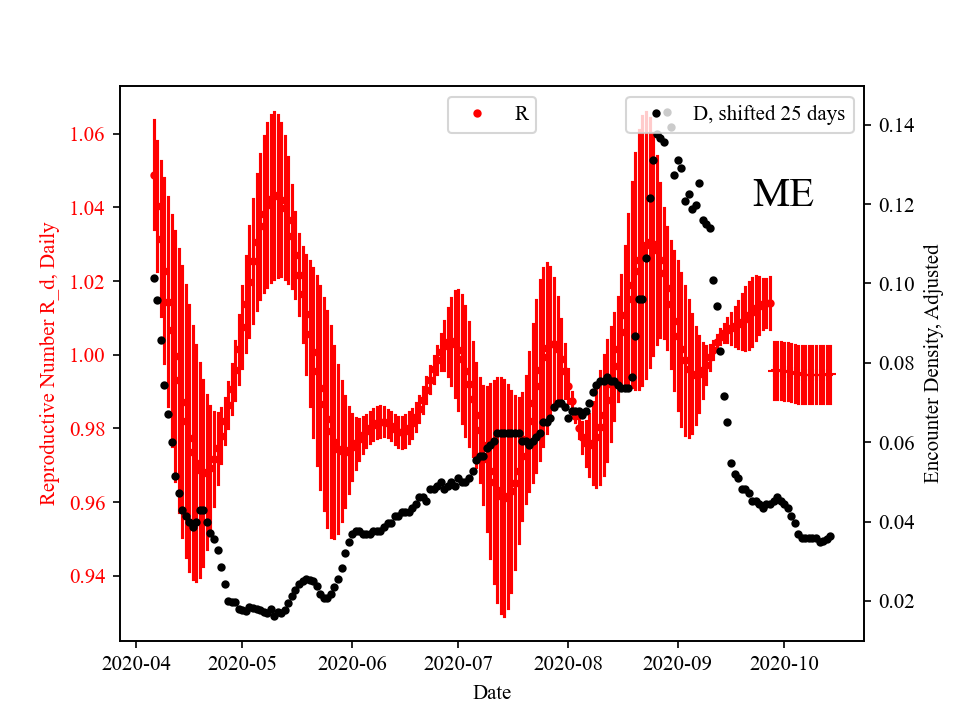 R
D, shifted 25 days
ME
Reproductive Number R_d, Daily
1.06
1.04
1.02
1.00
0.98
0.96
0.94
0.14
0.12
0.10
0.08
0.06
0.04
0.02
Encounter Density, Adjusted
2020-04 2020-05 2020-06 2020-07 2020-08 2020-09 2020-10
Date